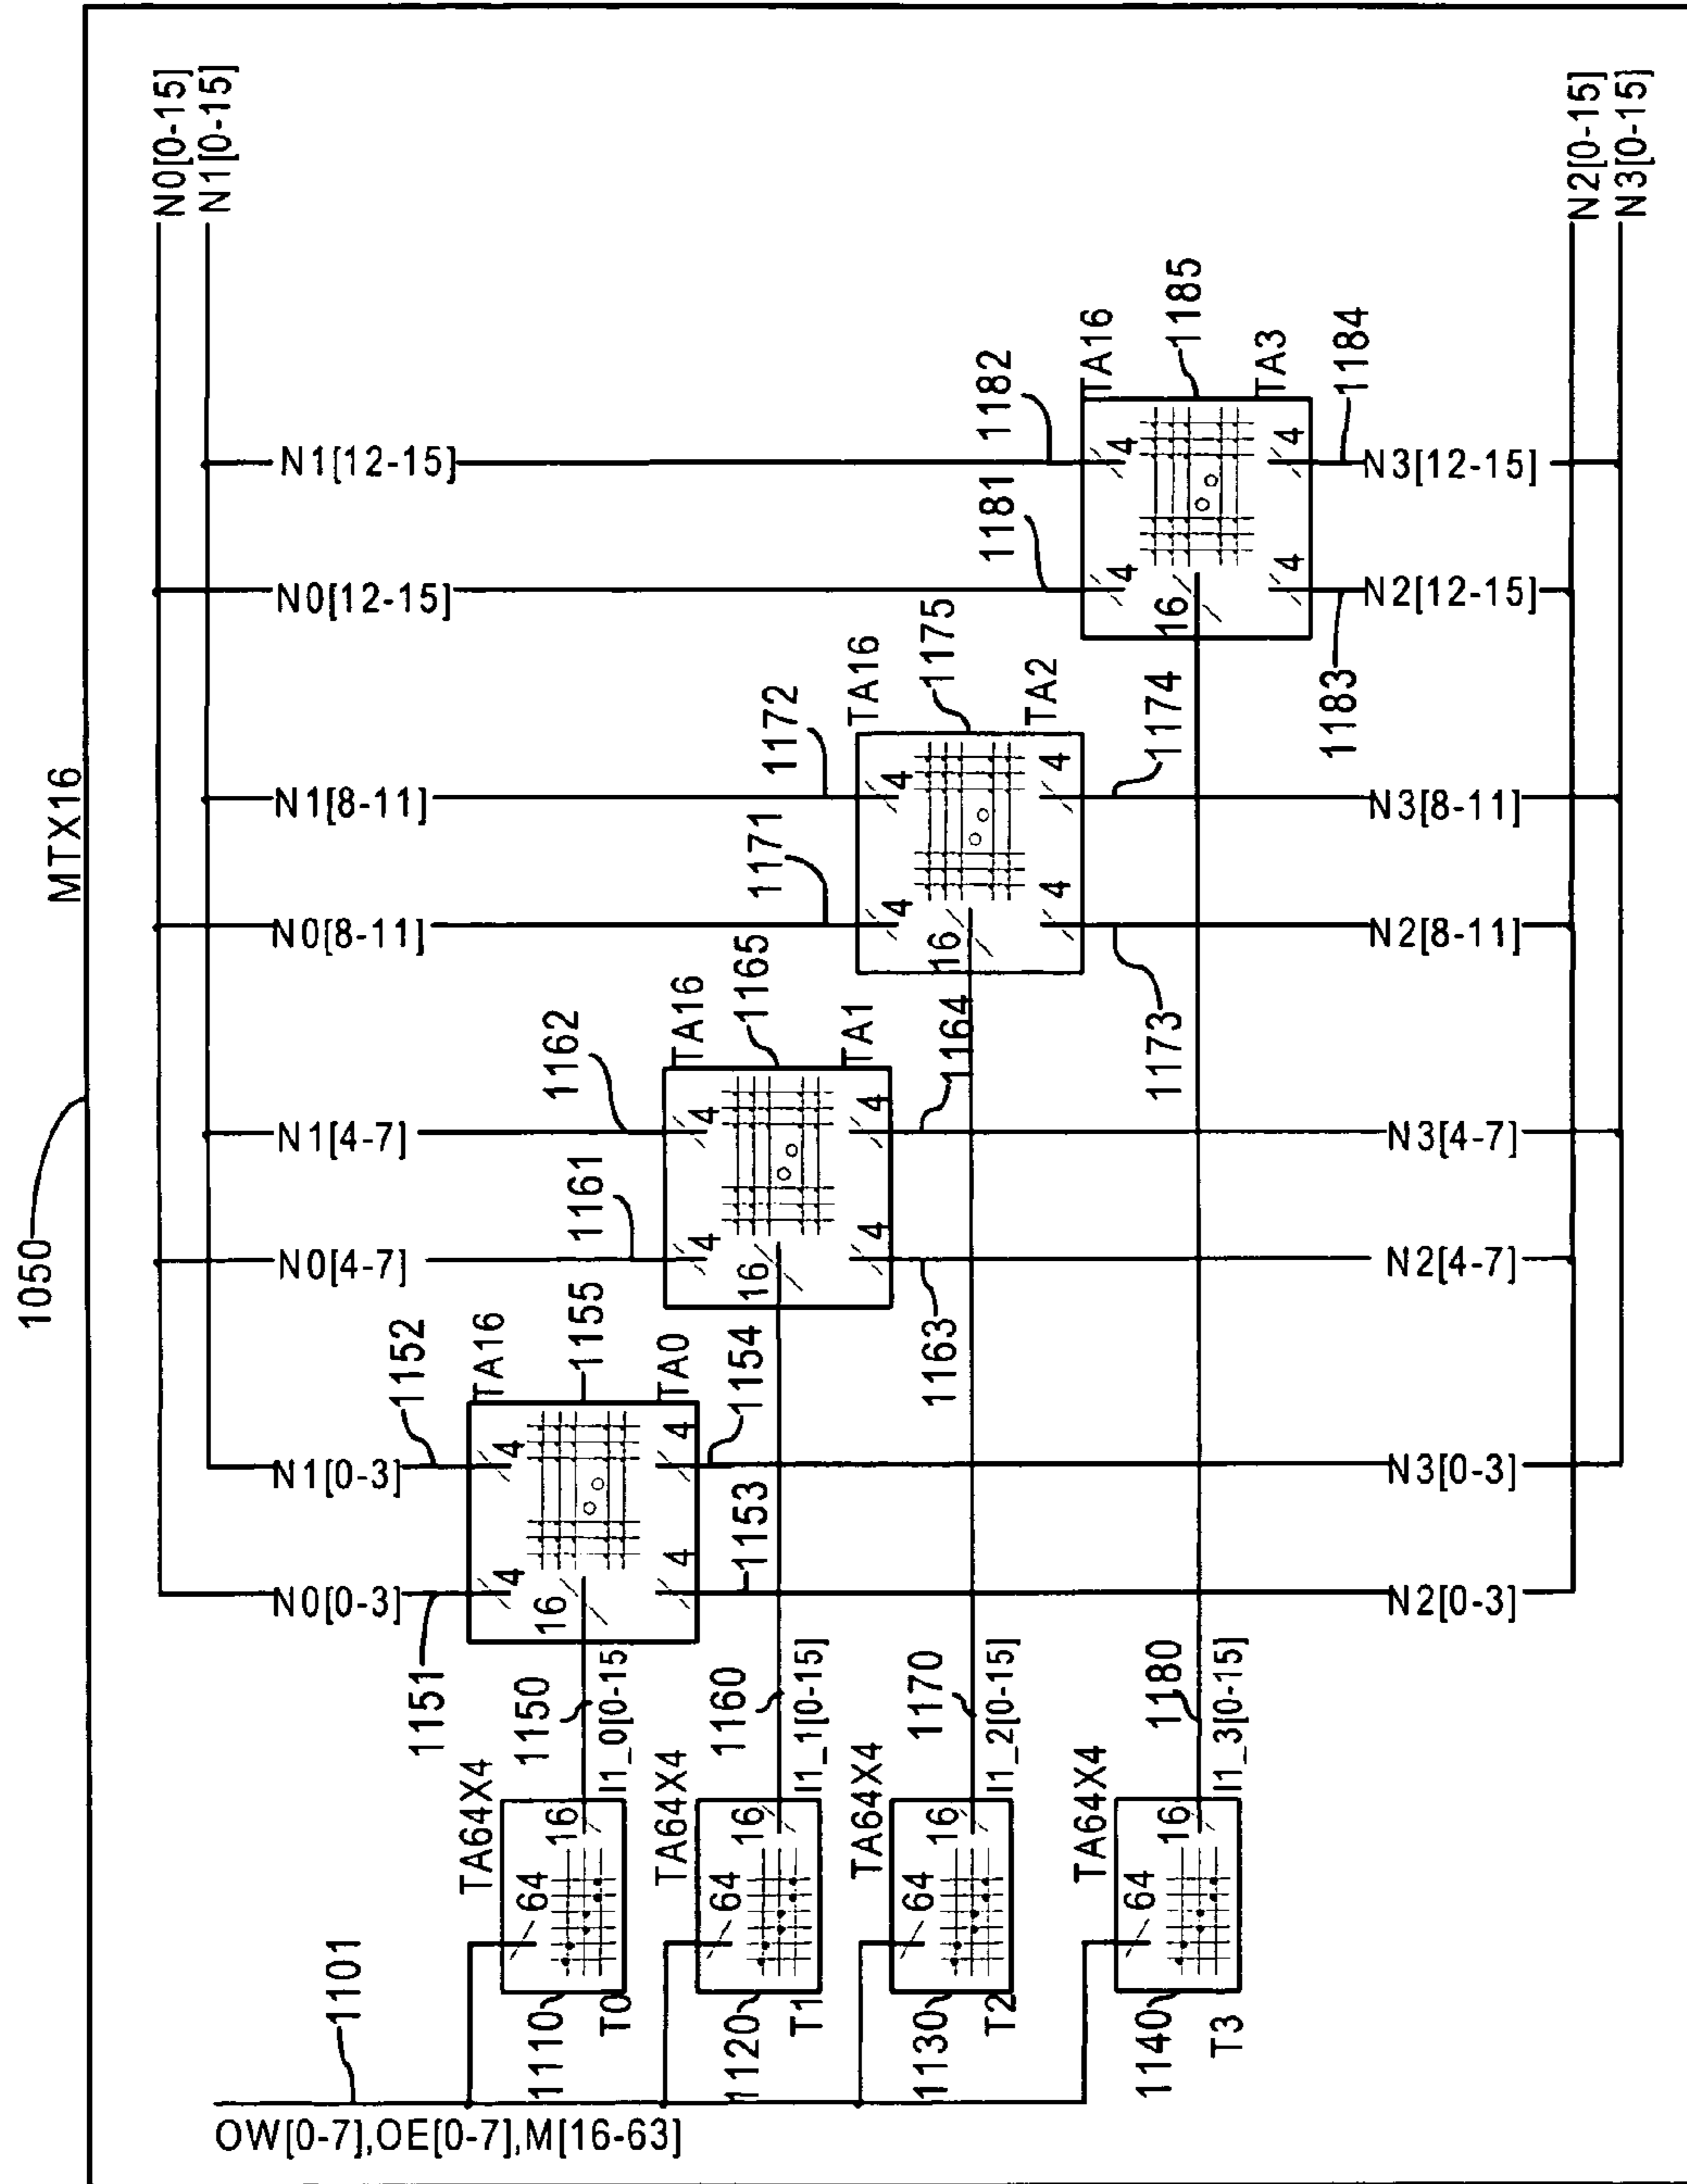 1050
MTX16
N0[0-15]
N1[0-15]
N0[0-3]
N1[0-3]
N0[4-7]
N1[4-7]
N0[8-11]
N1[8-11]
N0[12-15]
N1[12-15]
1151
1152
1161
1162
1171
1172
1181
1182
TA16
TA16
TA16
TA16
4
4
16
4
4
1155
TA0
4
4
16
4
4
1165
TA1
4
4
16
4
4
1175
TA2
4
4
16
4
4
1185
TA3
1153
1154
1163
1164
1173
1174
1183
1184
1101
OW[0-7],OE[0-7],M[16-63]
TA64X4
64
16
1110
T0
1150
I1_0[0-15]
TA64X4
64
16
1120
T1
1160
I1_1[0-15]
TA64X4
64
16
1130
T2
1170
I1_2[0-15]
TA64X4
64
16
1140
T3
1180
I1_3[0-15]
N2[0-3]
N3[0-3]
N2[4-7]
N3[4-7]
N2[8-11]
N3[8-11]
N2[12-15]
N3[12-15]
N2[0-15]
N3[0-15]